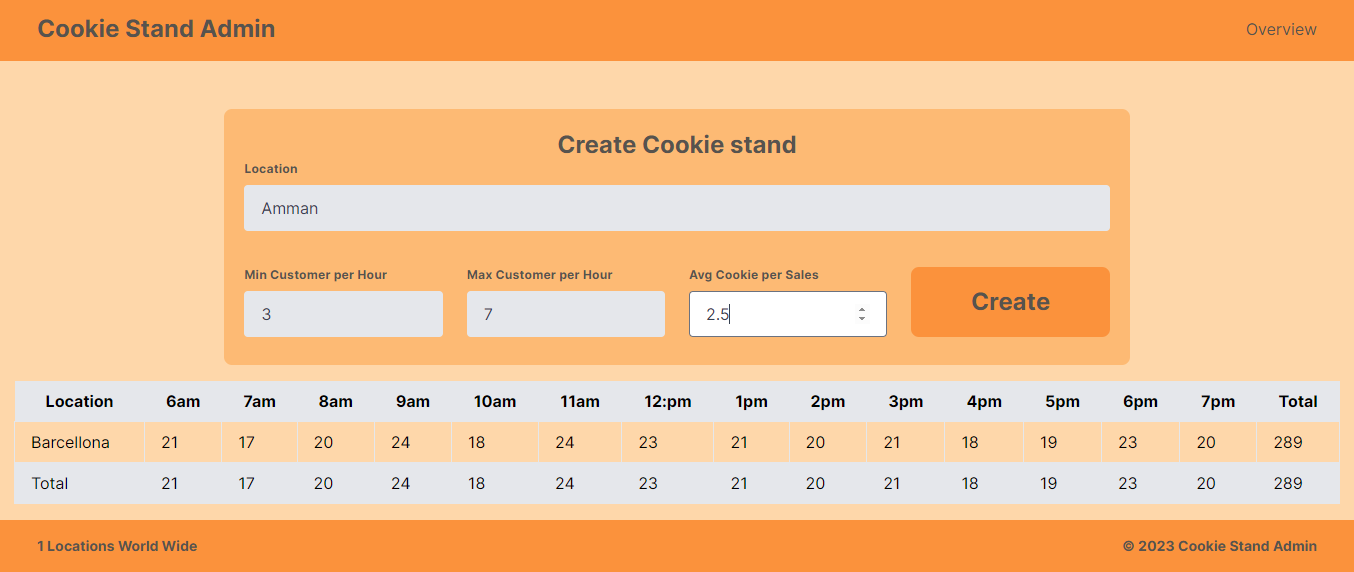 Cookie Stand Admin Overview
Create Cookie stand
Location
Amman
Min Customer per Hour Max Customer per Hour Avg Cookie per Sales
3 7 2.5 Create
Location 6am 7am 8am 9am 10am 11am 12:pm 1pm 2pm 3pm 4pm 5pm 6pm 7pm Total
Barcellona 21 17 20 24 18 24 23 21 20 21 18 19 23 20 289
Total 21 17 20 24 18 24 23 21 20 21 18 19 23 20 289
1 Locations World Wide © 2023 Cookie Stand Admin